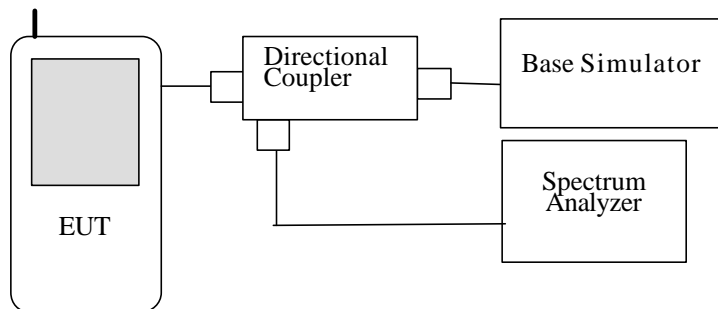 Directional
Coupler
Base Simulator
Spectrum
Analyzer
EUT